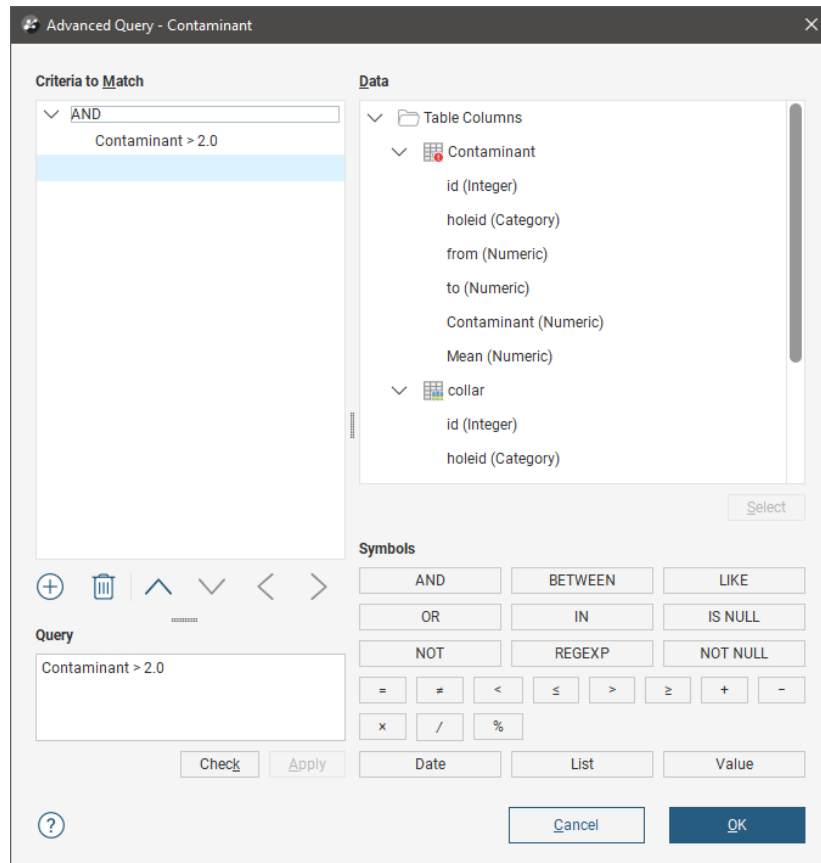 Advanced Query - Contaminant
Criteria to Match
AND
Contaminant > 2.0
Data
Table Columns
Contaminant
id (Integer)
holeid (Category)
from (Numeric)
to (Numeric)
Contaminant (Numeric)
Mean (Numeric)
collar
id (Integer)
holeid (Category)
Select
Query
Contaminant > 2.0
Check Apply
Symbols
AND BETWEEN LIKE
OR IN IS NULL
NOT REGEXP NOT NULL
= ≠ < ≤ > ≥ + −
× / %
Date List Value
? Cancel OK